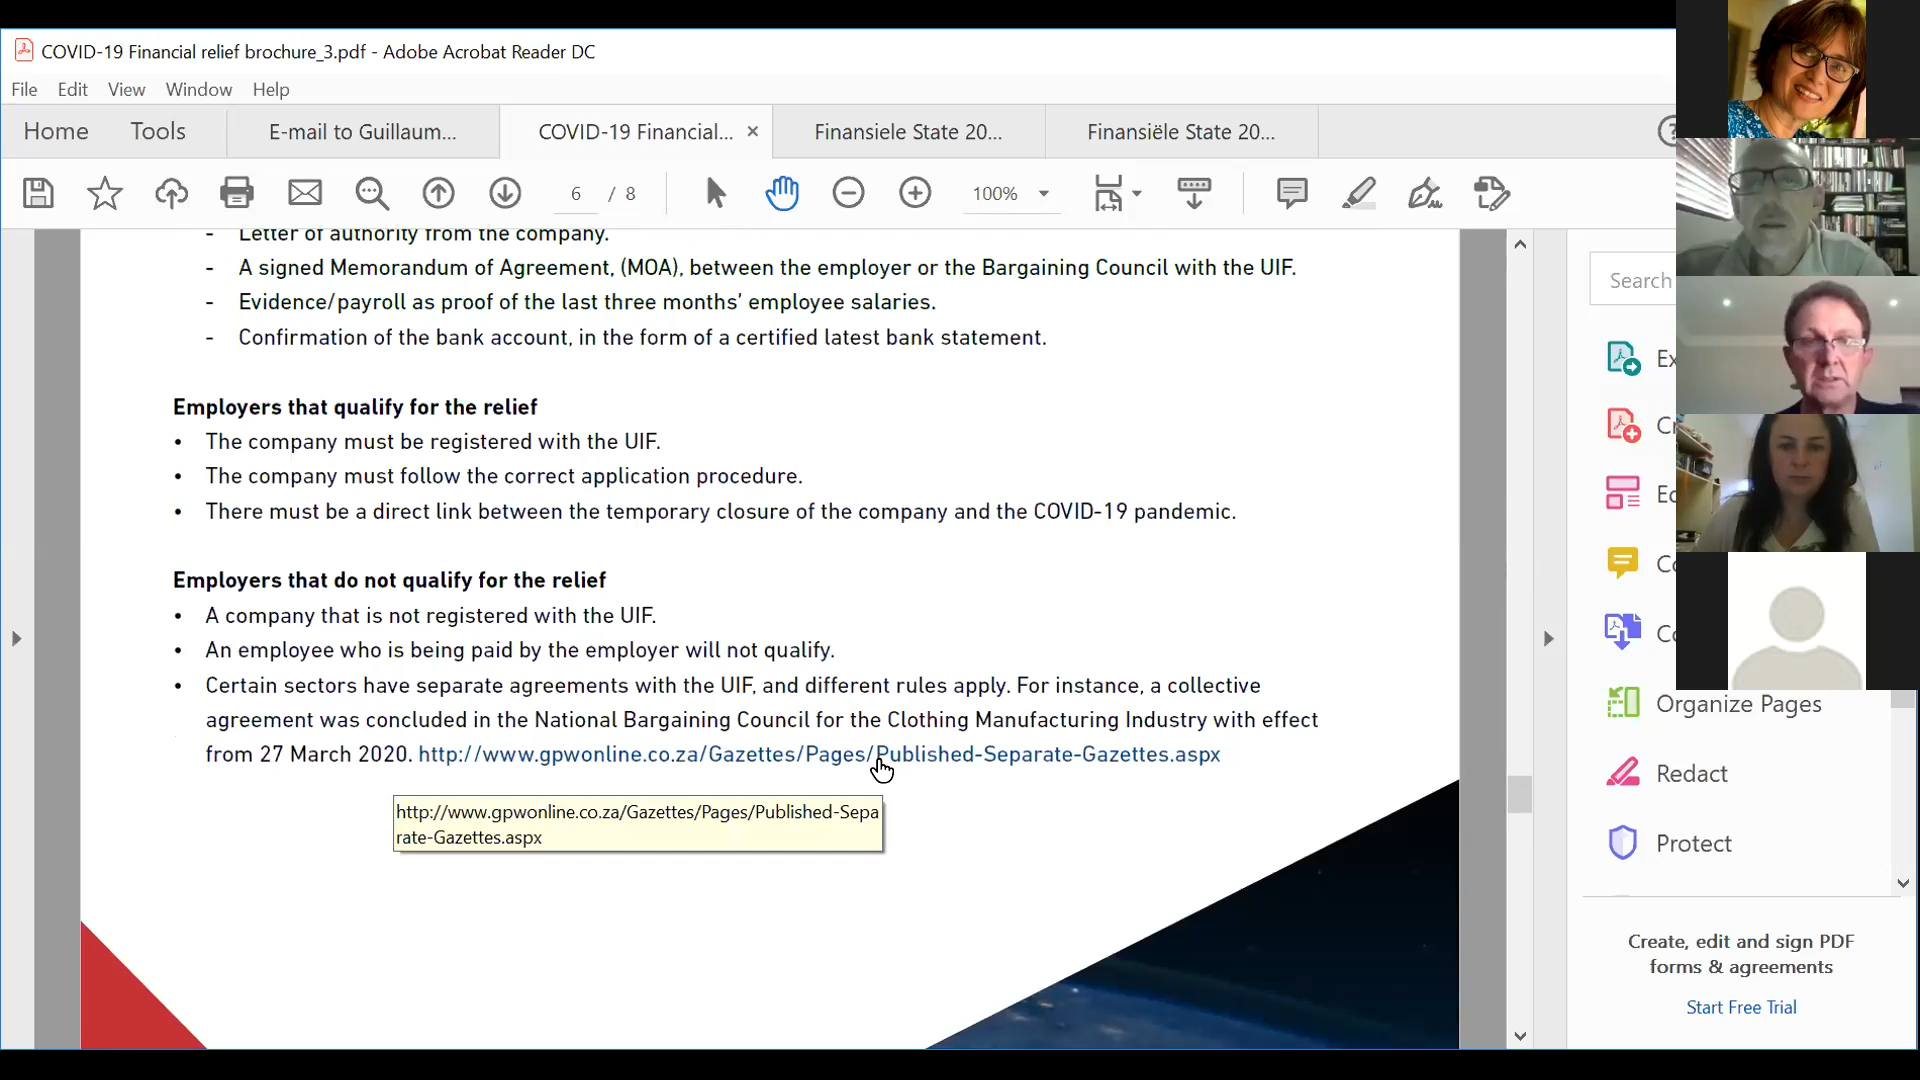 COVID-19 Financial relief brochure_3.pdf - Adobe Acrobat Reader DC
File Edit View Window Help
Home Tools E-mail to Guillaum... COVID-19 Financial... × Finansiele State 20... Finansiële State 20...
6 / 8 100%
- Letter of authority from the company.
- A signed Memorandum of Agreement, (MOA), between the employer or the Bargaining Council with the UIF.
- Evidence/payroll as proof of the last three months’ employee salaries.
- Confirmation of the bank account, in the form of a certified latest bank statement.
Employers that qualify for the relief
• The company must be registered with the UIF.
• The company must follow the correct application procedure.
• There must be a direct link between the temporary closure of the company and the COVID-19 pandemic.
Employers that do not qualify for the relief
• A company that is not registered with the UIF.
• An employee who is being paid by the employer will not qualify.
• Certain sectors have separate agreements with the UIF, and different rules apply. For instance, a collective
agreement was concluded in the National Bargaining Council for the Clothing Manufacturing Industry with effect
from 27 March 2020. http://www.gpwonline.co.za/Gazettes/Pages/Published-Separate-Gazettes.aspx
http://www.gpwonline.co.za/Gazettes/Pages/Published-Sepa
rate-Gazettes.aspx
Search
Organize Pages
Redact
Protect
Create, edit and sign PDF
forms & agreements
Start Free Trial